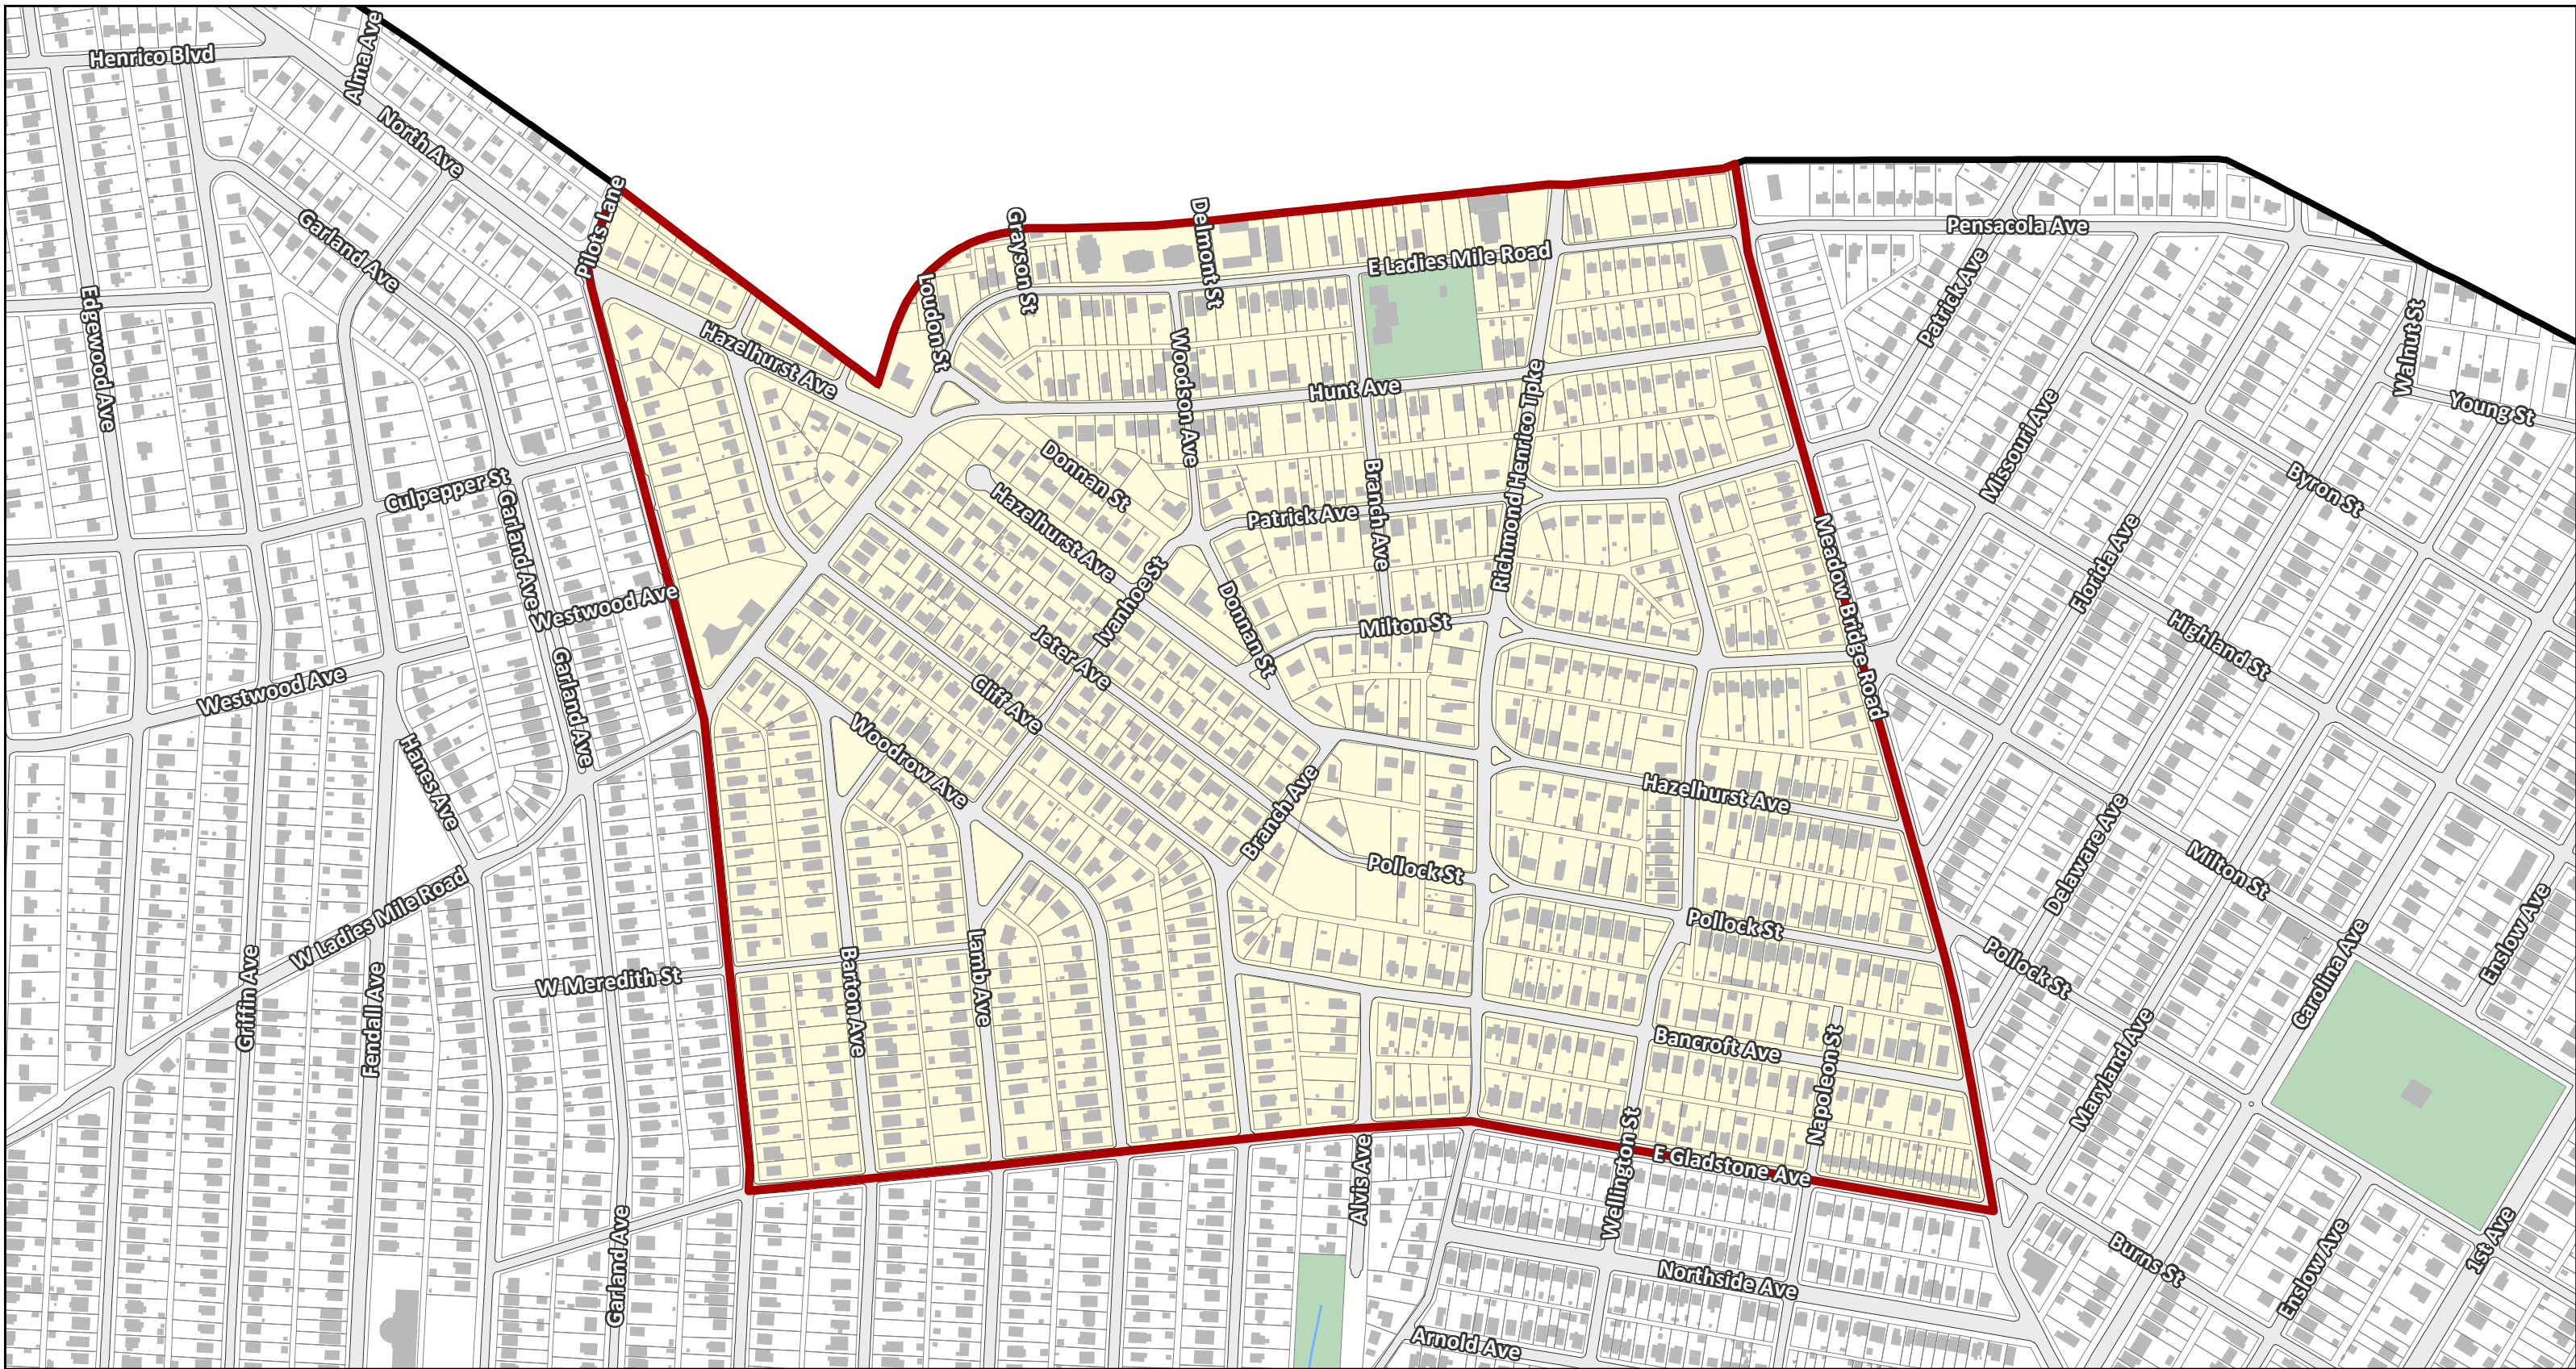 Henrico Blvd
Alma Ave
North Ave
Pilots Lane
Garland Ave
Edgewood Ave
Hazelhurst Ave
Loudon St
Grayson St
Delmont St
E Ladies Mile Road
Woodson Ave
Hunt Ave
Richmond Henrico Tpke
Pensacola Ave
Patrick Ave
Walnut St
Young St
Missouri Ave
Byron St
Culpepper St
Garland Ave
Donnan St
Hazelhurst Ave
Patrick Ave
Branch Ave
Meadow Bridge Road
Florida Ave
Highland St
Westwood Ave
Westwood Ave
Garland Ave
Ivanhoe St
Jeter Ave
Donnan St
Milton St
Cliff Ave
Woodrow Ave
Hanes Ave
Branch Ave
Hazelhurst Ave
Delaware Ave
Milton St
W Ladies Mile Road
Pollock St
Pollock St
Pollock St
Carolina Ave
Enslow Ave
Griffin Ave
Fendall Ave
W Meredith St
Barton Ave
Lamb Ave
Bancroft Ave
Napoleon St
Maryland Ave
Alvis Ave
Wellington St
E Gladstone Ave
Garland Ave
Northside Ave
Burns St
Enslow Ave
1st Ave
Arnold Ave